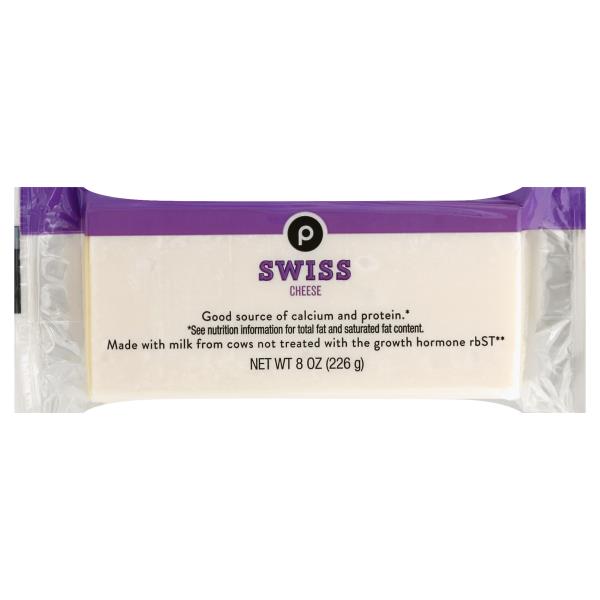 p
SWISS
CHEESE
Good source of calcium and protein.*
*See nutrition information for total fat and saturated fat content.
Made with milk from cows not treated with the growth hormone rbST**
NET WT 8 OZ (226 g)